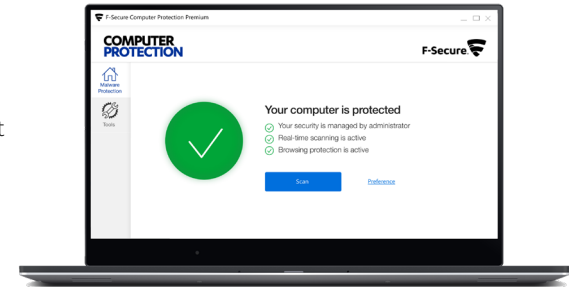 F-Secure Computer Protection Premium
COMPUTER
PROTECTION
F-Secure
Malware
Protection
Tools
Your computer is protected
Your security is managed by administrator
Real-time scanning is active
Browsing protection is active
Scan
Preference
t